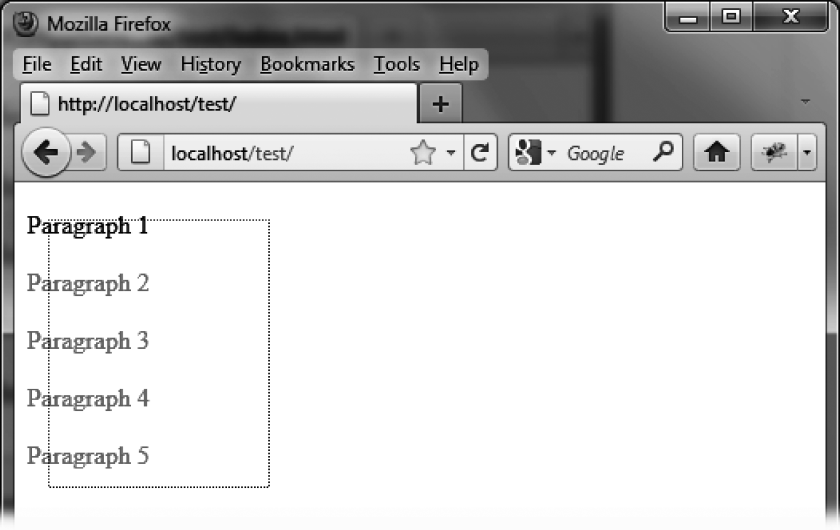 Mozilla Firefox
File Edit View History Bookmarks Tools Help
http://localhost/test/ +
localhost/test/ Google
Paragraph 1
Paragraph 2
Paragraph 3
Paragraph 4
Paragraph 5